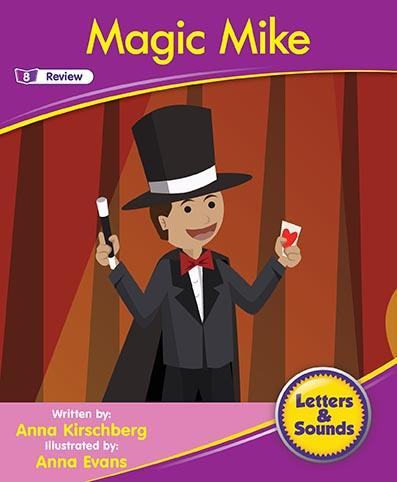 Magic Mike
8 Review
Written by:
Anna Kirschberg
Illustrated by:
Anna Evans
Letters
&
Sounds